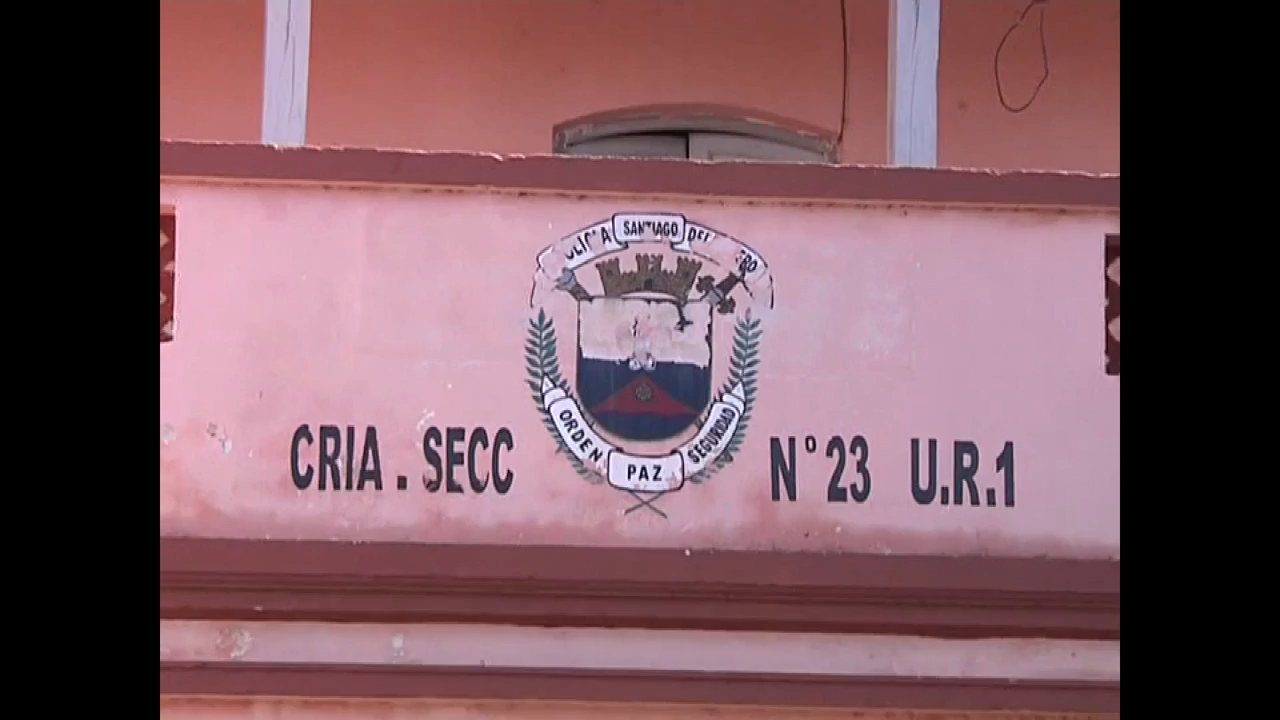 SANTIAGO
CRIA. SECC
ORDEN
PAZ
SEGURIDAD
N° 23 U.R.1